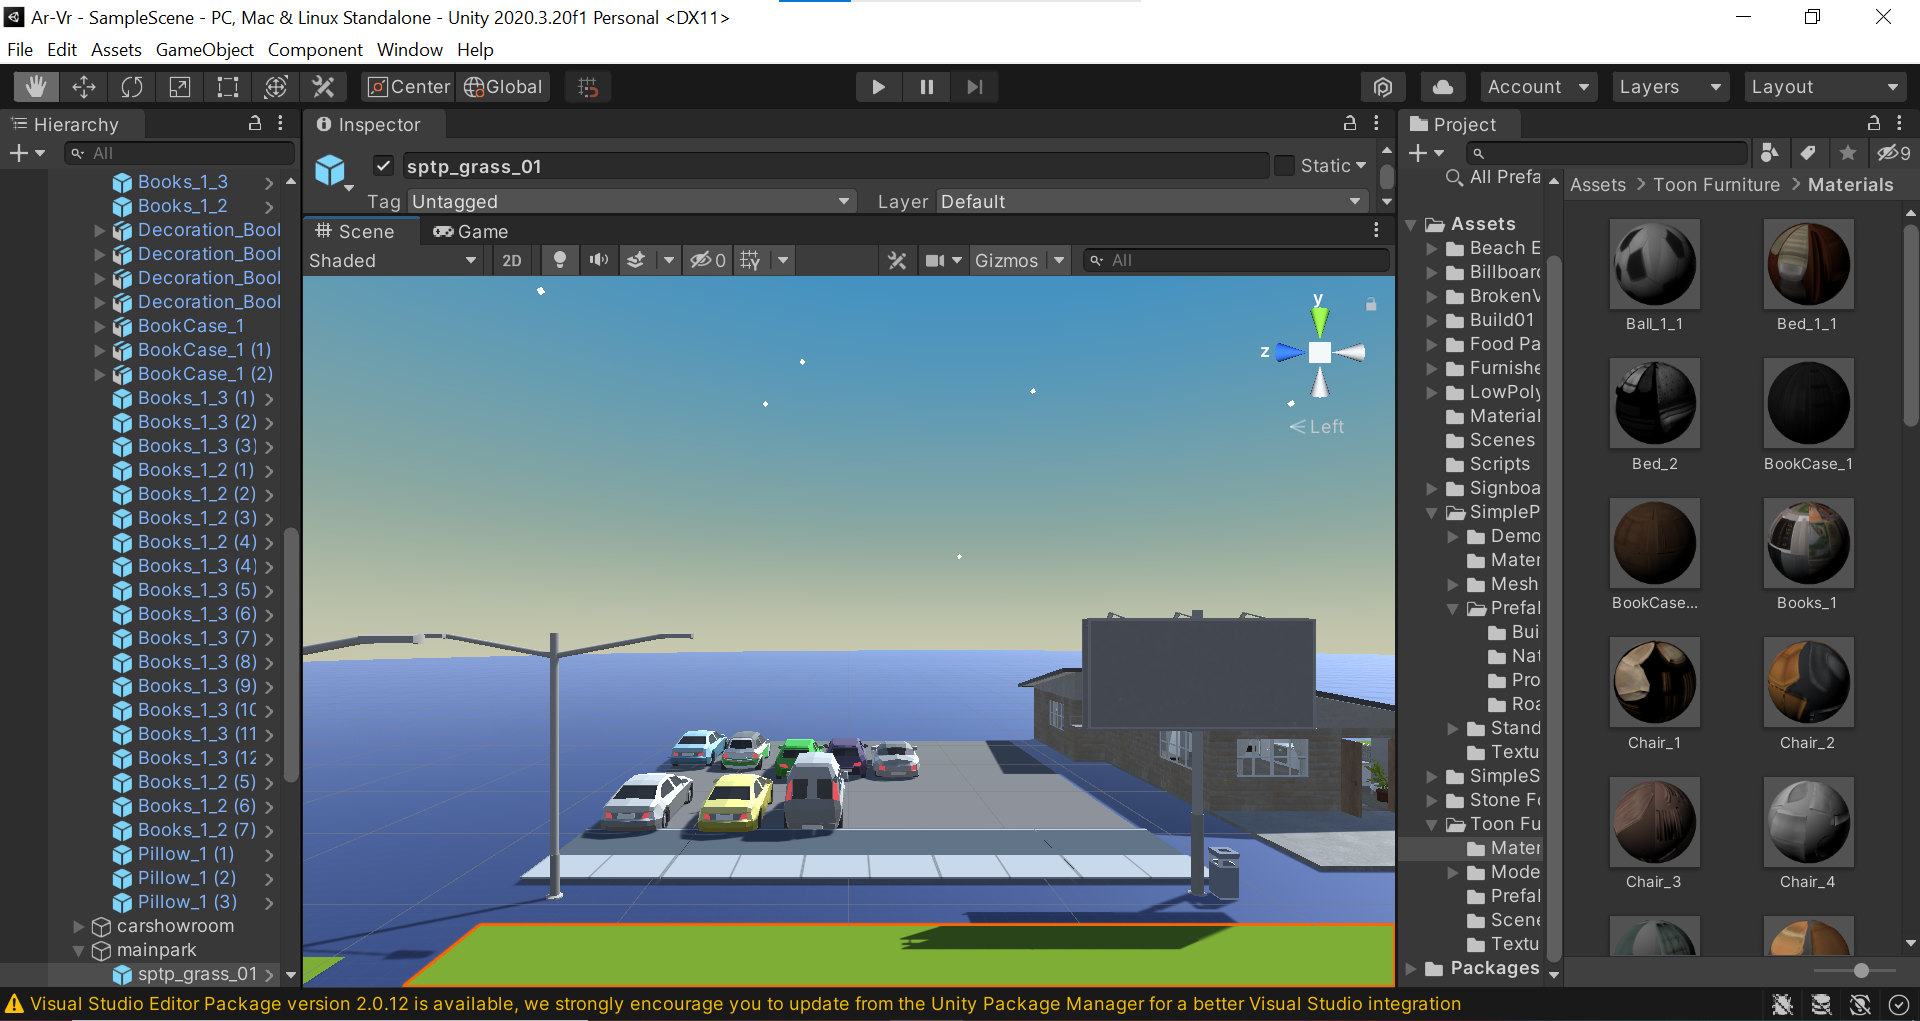 Ar-Vr - SampleScene - PC, Mac & Linux Standalone - Unity 2020.3.20f1 Personal <DX11>
File Edit Assets GameObject Component Window Help
Center Global Account Layers Layout
Hierarchy
All
Books_1_3
Books_1_2
Decoration_Bool
Decoration_Bool
Decoration_Bool
Decoration_Bool
BookCase_1
BookCase_1 (1)
BookCase_1 (2)
Books_1_3 (1)
Books_1_3 (2)
Books_1_3 (3)
Books_1_2 (1)
Books_1_2 (2)
Books_1_2 (3)
Books_1_2 (4)
Books_1_3 (4)
Books_1_3 (5)
Books_1_3 (6)
Books_1_3 (7)
Books_1_3 (8)
Books_1_3 (9)
Books_1_3 (10
Books_1_3 (11
Books_1_3 (12
Books_1_2 (5)
Books_1_2 (6)
Books_1_2 (7)
Pillow_1 (1)
Pillow_1 (2)
Pillow_1 (3)
carshowroom
mainpark
sptp_grass_01
Inspector
sptp_grass_01 Static
Tag Untagged Layer Default
Scene Game
Shaded 2D 0 Gizmos All
y
z
Left
Project
9
All Prefa
Assets
Beach E
Billboard
BrokenV
Build01
Food Pa
Furnishe
LowPoly
Material
Scenes
Scripts
Signboa
SimpleP
Demo
Mater
Mesh
Prefal
Bui
Nat
Pro
Roa
Stand
Textu
SimpleS
Stone Fo
Toon Fu
Mater
Mode
Prefal
Scene
Textu
Packages
Assets > Toon Furniture > Materials
Ball_1_1 Bed_1_1
Bed_2 BookCase_1
BookCase... Books_1
Chair_1 Chair_2
Chair_3 Chair_4
Visual Studio Editor Package version 2.0.12 is available, we strongly encourage you to update from the Unity Package Manager for a better Visual Studio integration